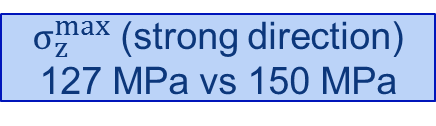 σ_z^max (strong direction)
127 MPa vs 150 MPa